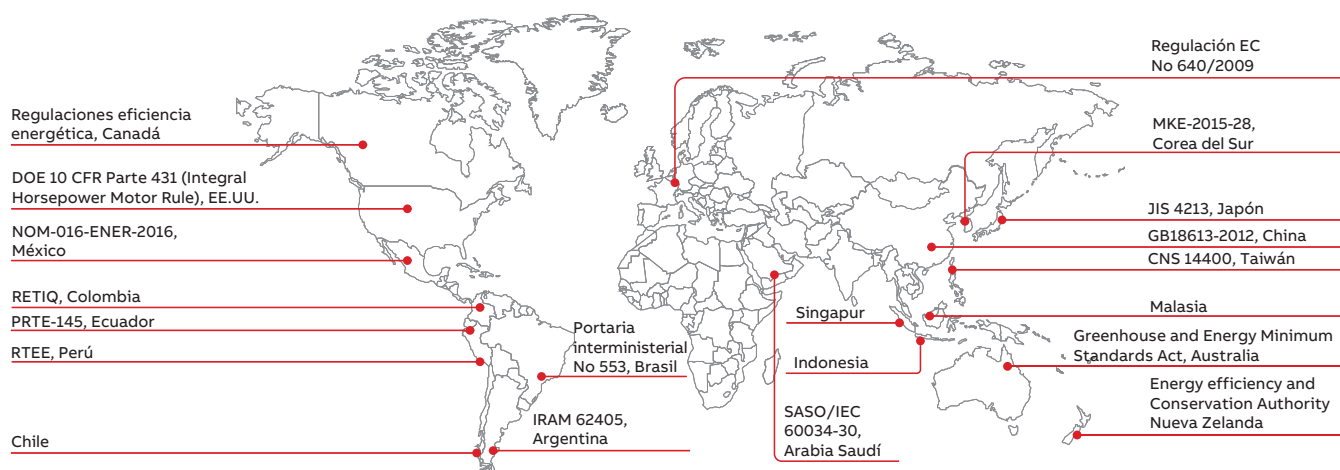 Regulaciones eficiencia
energética, Canadá
DOE 10 CFR Parte 431 (Integral
Horsepower Motor Rule), EE.UU.
NOM-016-ENER-2016,
México
RETIQ, Colombia
PRTE-145, Ecuador
RTEE, Perú
Chile
Portaria
interministerial
No 553, Brasil
IRAM 62405,
Argentina
Regulación EC
No 640/2009
MKE-2015-28,
Corea del Sur
JIS 4213, Japón
GB18613-2012, China
CNS 14400, Taiwán
Singapur
Malasia
Indonesia
Greenhouse and Energy Minimum
Standards Act, Australia
SASO/IEC
60034-30,
Arabia Saudí
Energy efficiency and
Conservation Authority
Nueva Zelanda